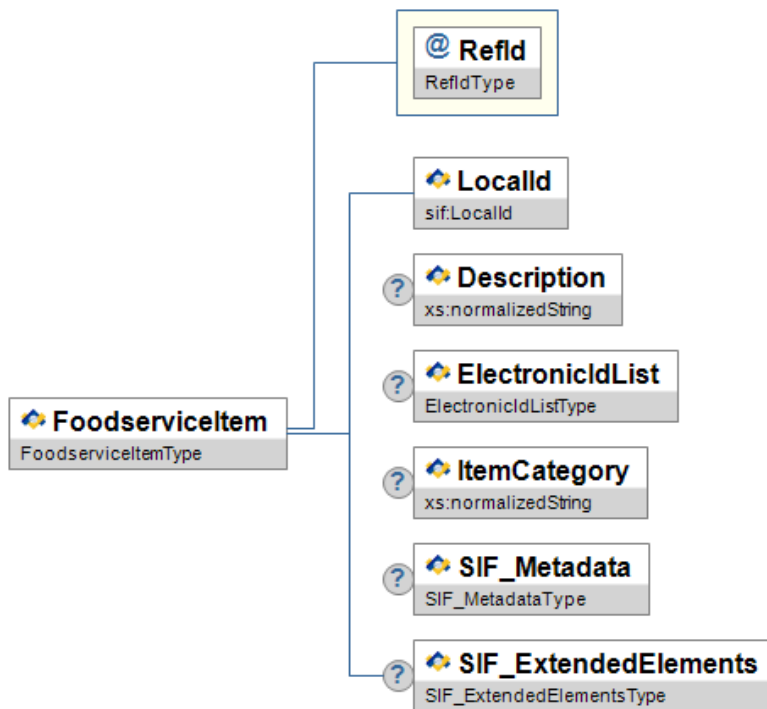 @ RefId
RefIdType
LocalId
sif:LocalId
? Description
xs:normalizedString
? ElectronicIdList
ElectronicIdListType
FoodserviceItem
FoodserviceItemType
? ItemCategory
xs:normalizedString
? SIF_Metadata
SIF_MetadataType
? SIF_ExtendedElements
SIF_ExtendedElementsType